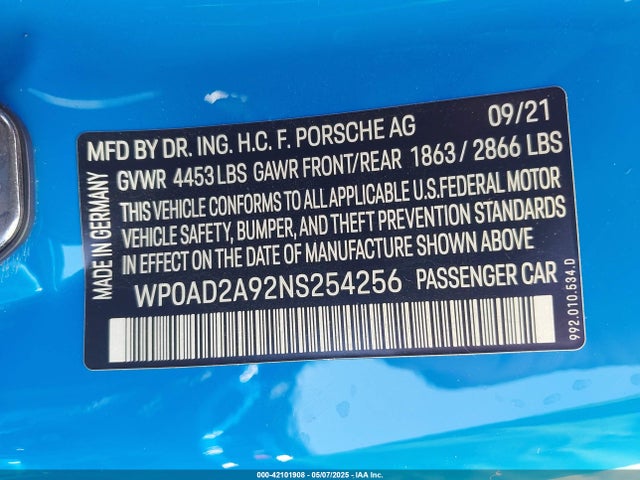 MFD BY DR. ING. H.C. F. PORSCHE AG 09/21
GVWR 4453 LBS GAWR FRONT/REAR 1863 / 2866 LBS
THIS VEHICLE CONFORMS TO ALL APPLICABLE U.S.FEDERAL MOTOR
VEHICLE SAFETY, BUMPER, AND THEFT PREVENTION STANDARDS
IN EFFECT ON THE DATE OF MANUFACTURE SHOWN ABOVE
WP0AD2A92NS254256 PASSENGER CAR
MADE IN GERMANY
992.010.534.D
000-42101908 - 05/07/2025 - IAA Inc.